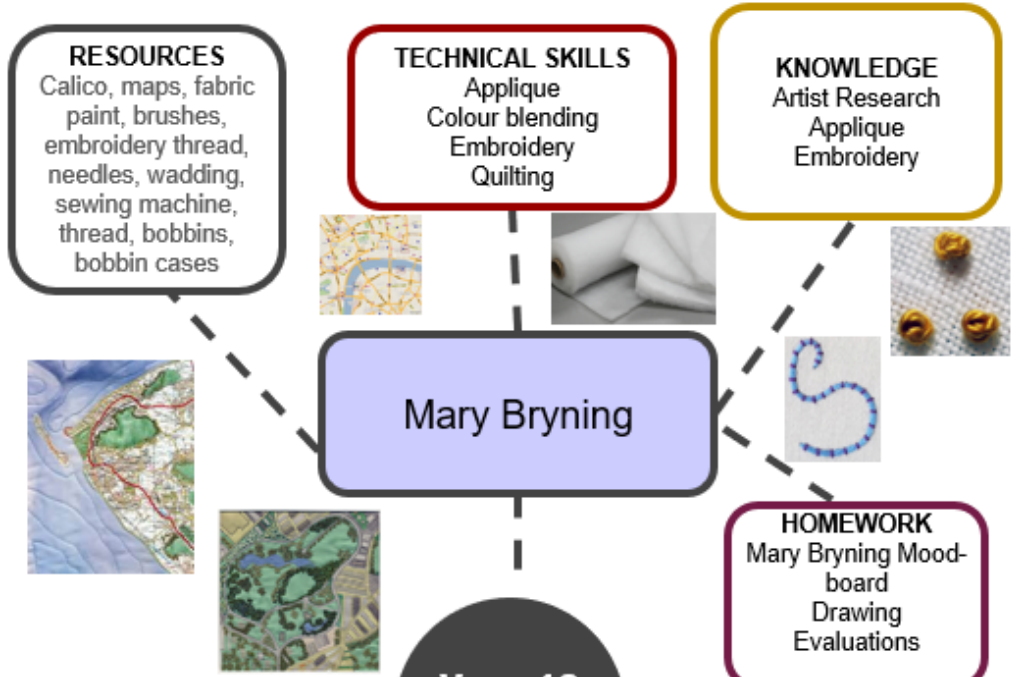 RESOURCES
Calico, maps, fabric
paint, brushes,
embroidery thread,
needles, wadding,
sewing machine,
thread, bobbins,
bobbin cases
TECHNICAL SKILLS
Applique
Colour blending
Embroidery
Quilting
KNOWLEDGE
Artist Research
Applique
Embroidery
Mary Bryning
HOMEWORK
Mary Bryning Mood-
board
Drawing
Evaluations